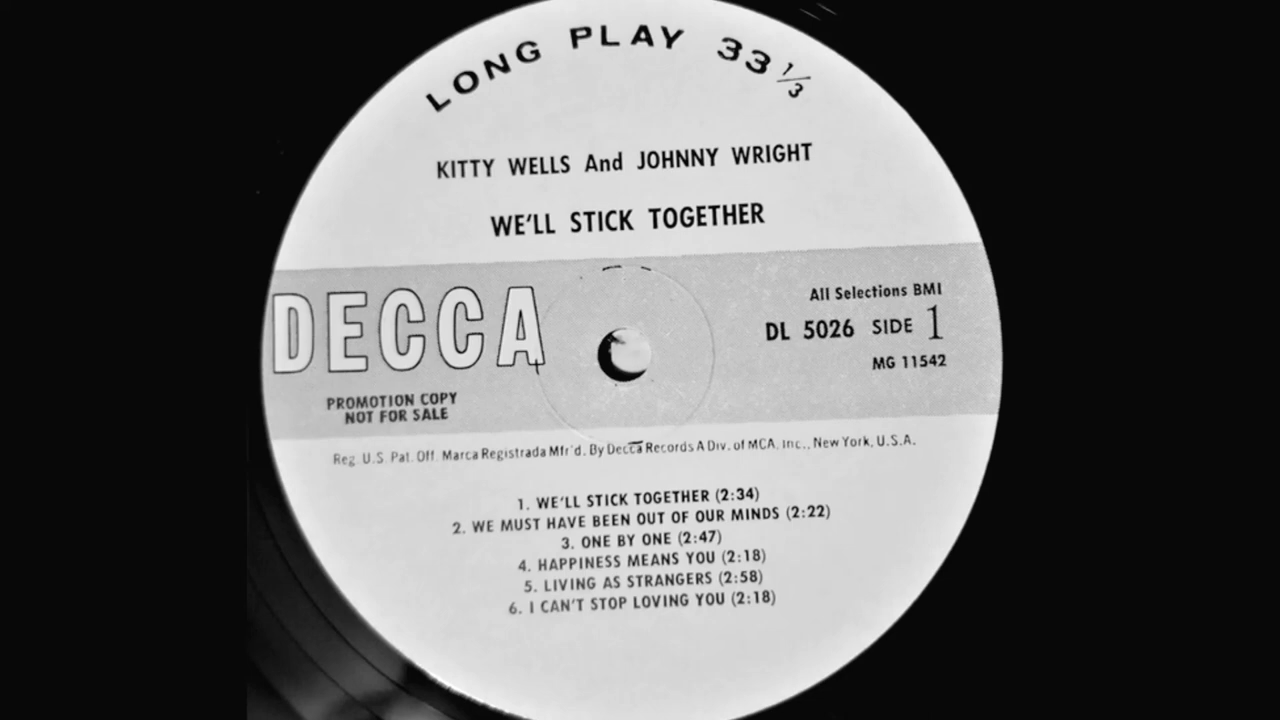 LONG PLAY 33 1/3
KITTY WELLS And JOHNNY WRIGHT
WE'LL STICK TOGETHER
DECCA
PROMOTION COPY
NOT FOR SALE
All Selections BMI
DL 5026 SIDE 1
MG 11542
Reg. U.S. Pat. Off. Marca Registrada Mfr'd. By Decca Records A Div. of MCA, Inc., New York, U.S.A.
1. WE'LL STICK TOGETHER (2:34)
2. WE MUST HAVE BEEN OUT OF OUR MINDS (2:22)
3. ONE BY ONE (2:47)
4. HAPPINESS MEANS YOU (2:18)
5. LIVING AS STRANGERS (2:58)
6. I CAN'T STOP LOVING YOU (2:18)